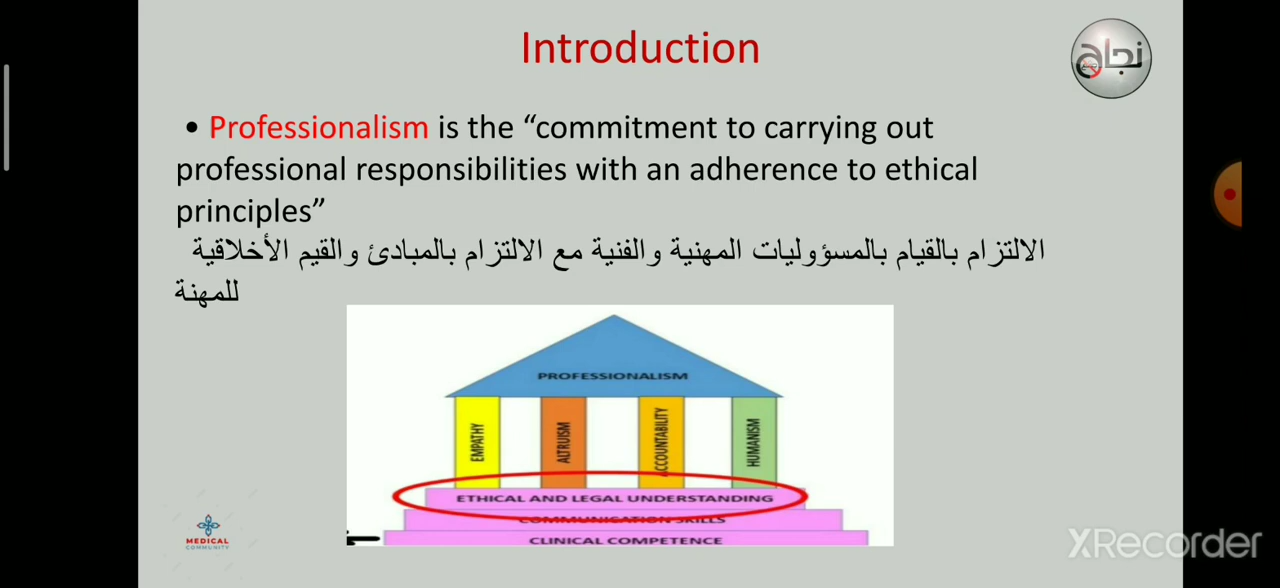 Introduction
نجاح
• Professionalism is the “commitment to carrying out
professional responsibilities with an adherence to ethical
principles”
الالتزام بالقيام بالمسؤوليات المهنية والفنية مع الالتزام بالمبادئ والقيم الأخلاقية
للمهنة
PROFESSIONALISM
EMPATHY
ALTRUISM
ACCOUNTABILITY
HUMANISM
ETHICAL AND LEGAL UNDERSTANDING
COMMUNICATION SKILLS
CLINICAL COMPETENCE
MEDICAL
COMMUNITY
XRecorder